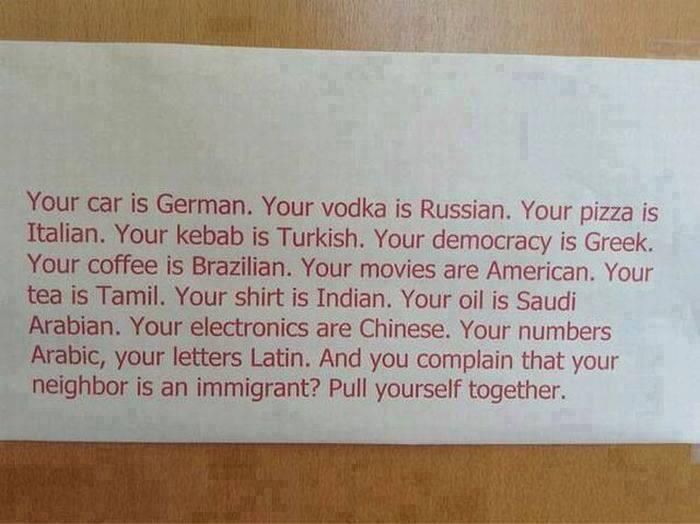 Your car is German. Your vodka is Russian. Your pizza is
Italian. Your kebab is Turkish. Your democracy is Greek.
Your coffee is Brazilian. Your movies are American. Your
tea is Tamil. Your shirt is Indian. Your oil is Saudi
Arabian. Your electronics are Chinese. Your numbers
Arabic, your letters Latin. And you complain that your
neighbor is an immigrant? Pull yourself together.